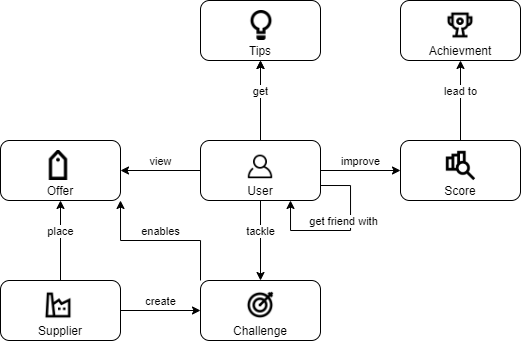 Tips
Achievment
get
lead to
view
improve
Offer
User
Score
get friend with
place
enables
tackle
create
Supplier
Challenge